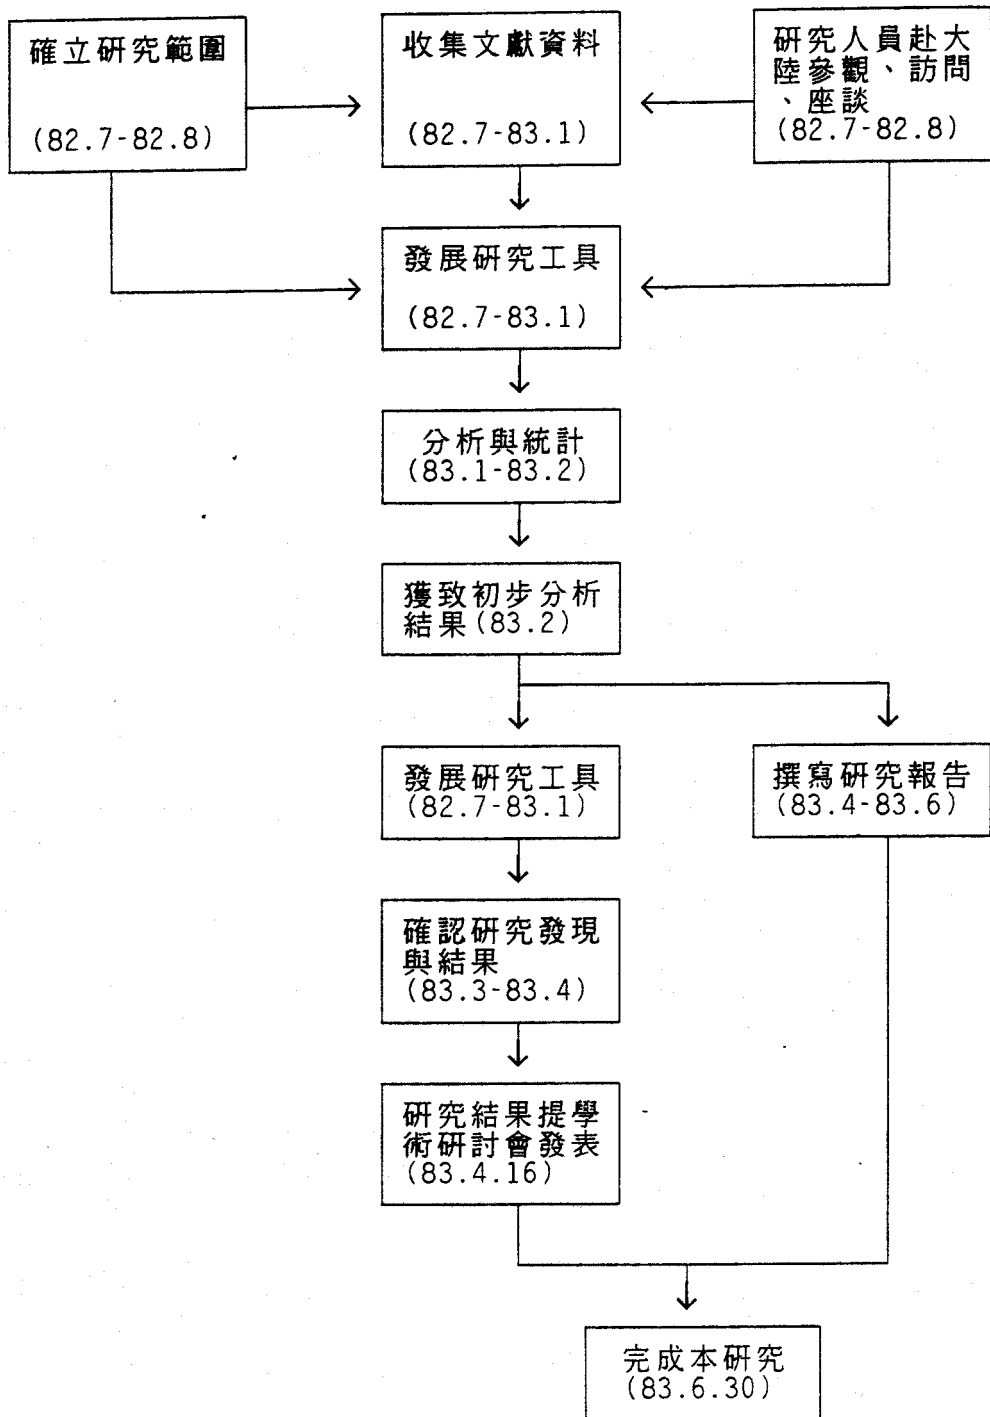 確立研究範圍
(82.7-82.8)
收集文獻資料
(82.7-83.1)
研究人員赴大
陸參觀、訪問
、座談
(82.7-82.8)
發展研究工具
(82.7-83.1)
分析與統計
(83.1-83.2)
獲致初步分析
結果(83.2)
發展研究工具
(82.7-83.1)
撰寫研究報告
(83.4-83.6)
確認研究發現
與結果
(83.3-83.4)
研究結果提學
術研討會發表
(83.4.16)
完成本研究
(83.6.30)